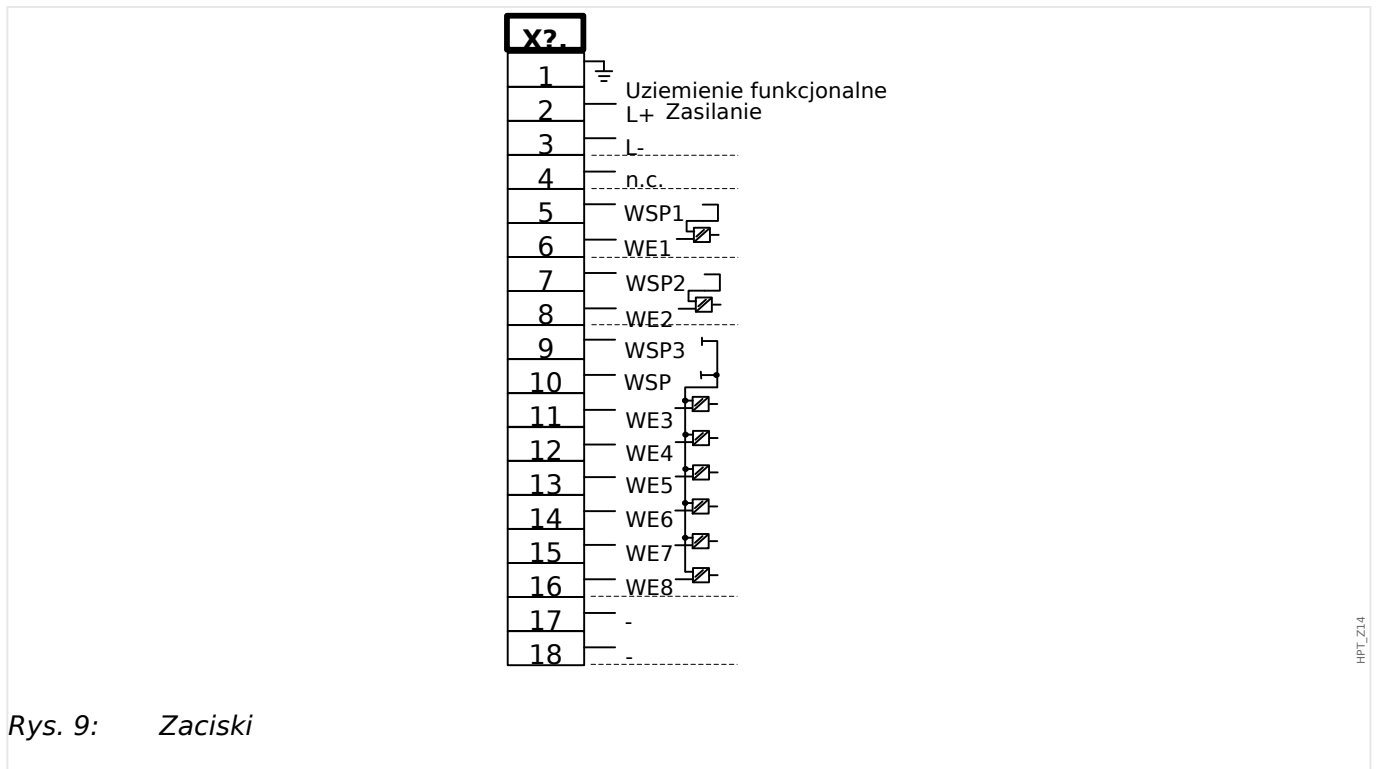 X?.
1
Uziemienie funkcjonalne
2 L+ Zasilanie
3 L-
4 n.c.
5 WSP1
6 WE1
7 WSP2
8 WE2
9 WSP3
10 WSP
11 WE3
12 WE4
13 WE5
14 WE6
15 WE7
16 WE8
17 -
18 -
HPT_Z14
Rys. 9: Zaciski